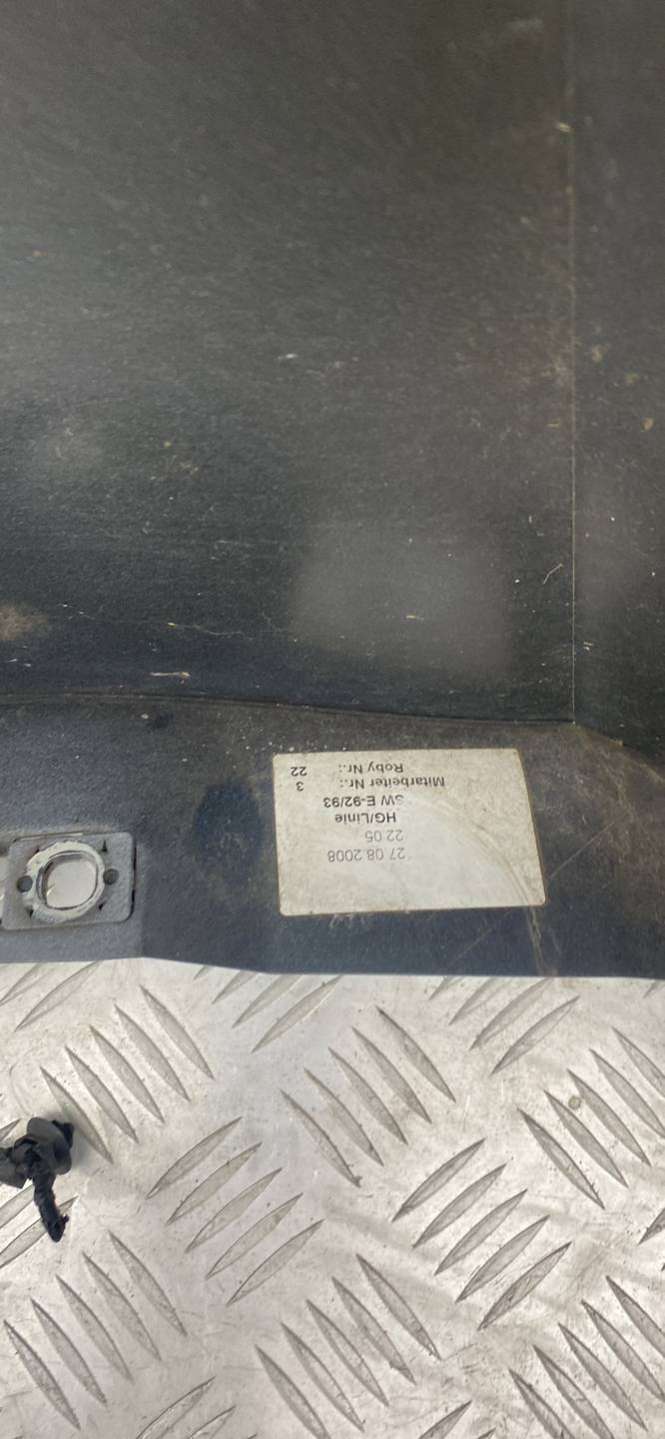 27.08.2008
22.05
HG/Linie
SW E-92/93
Mitarbeiter Nr.: 3
Roby Nr.: 22